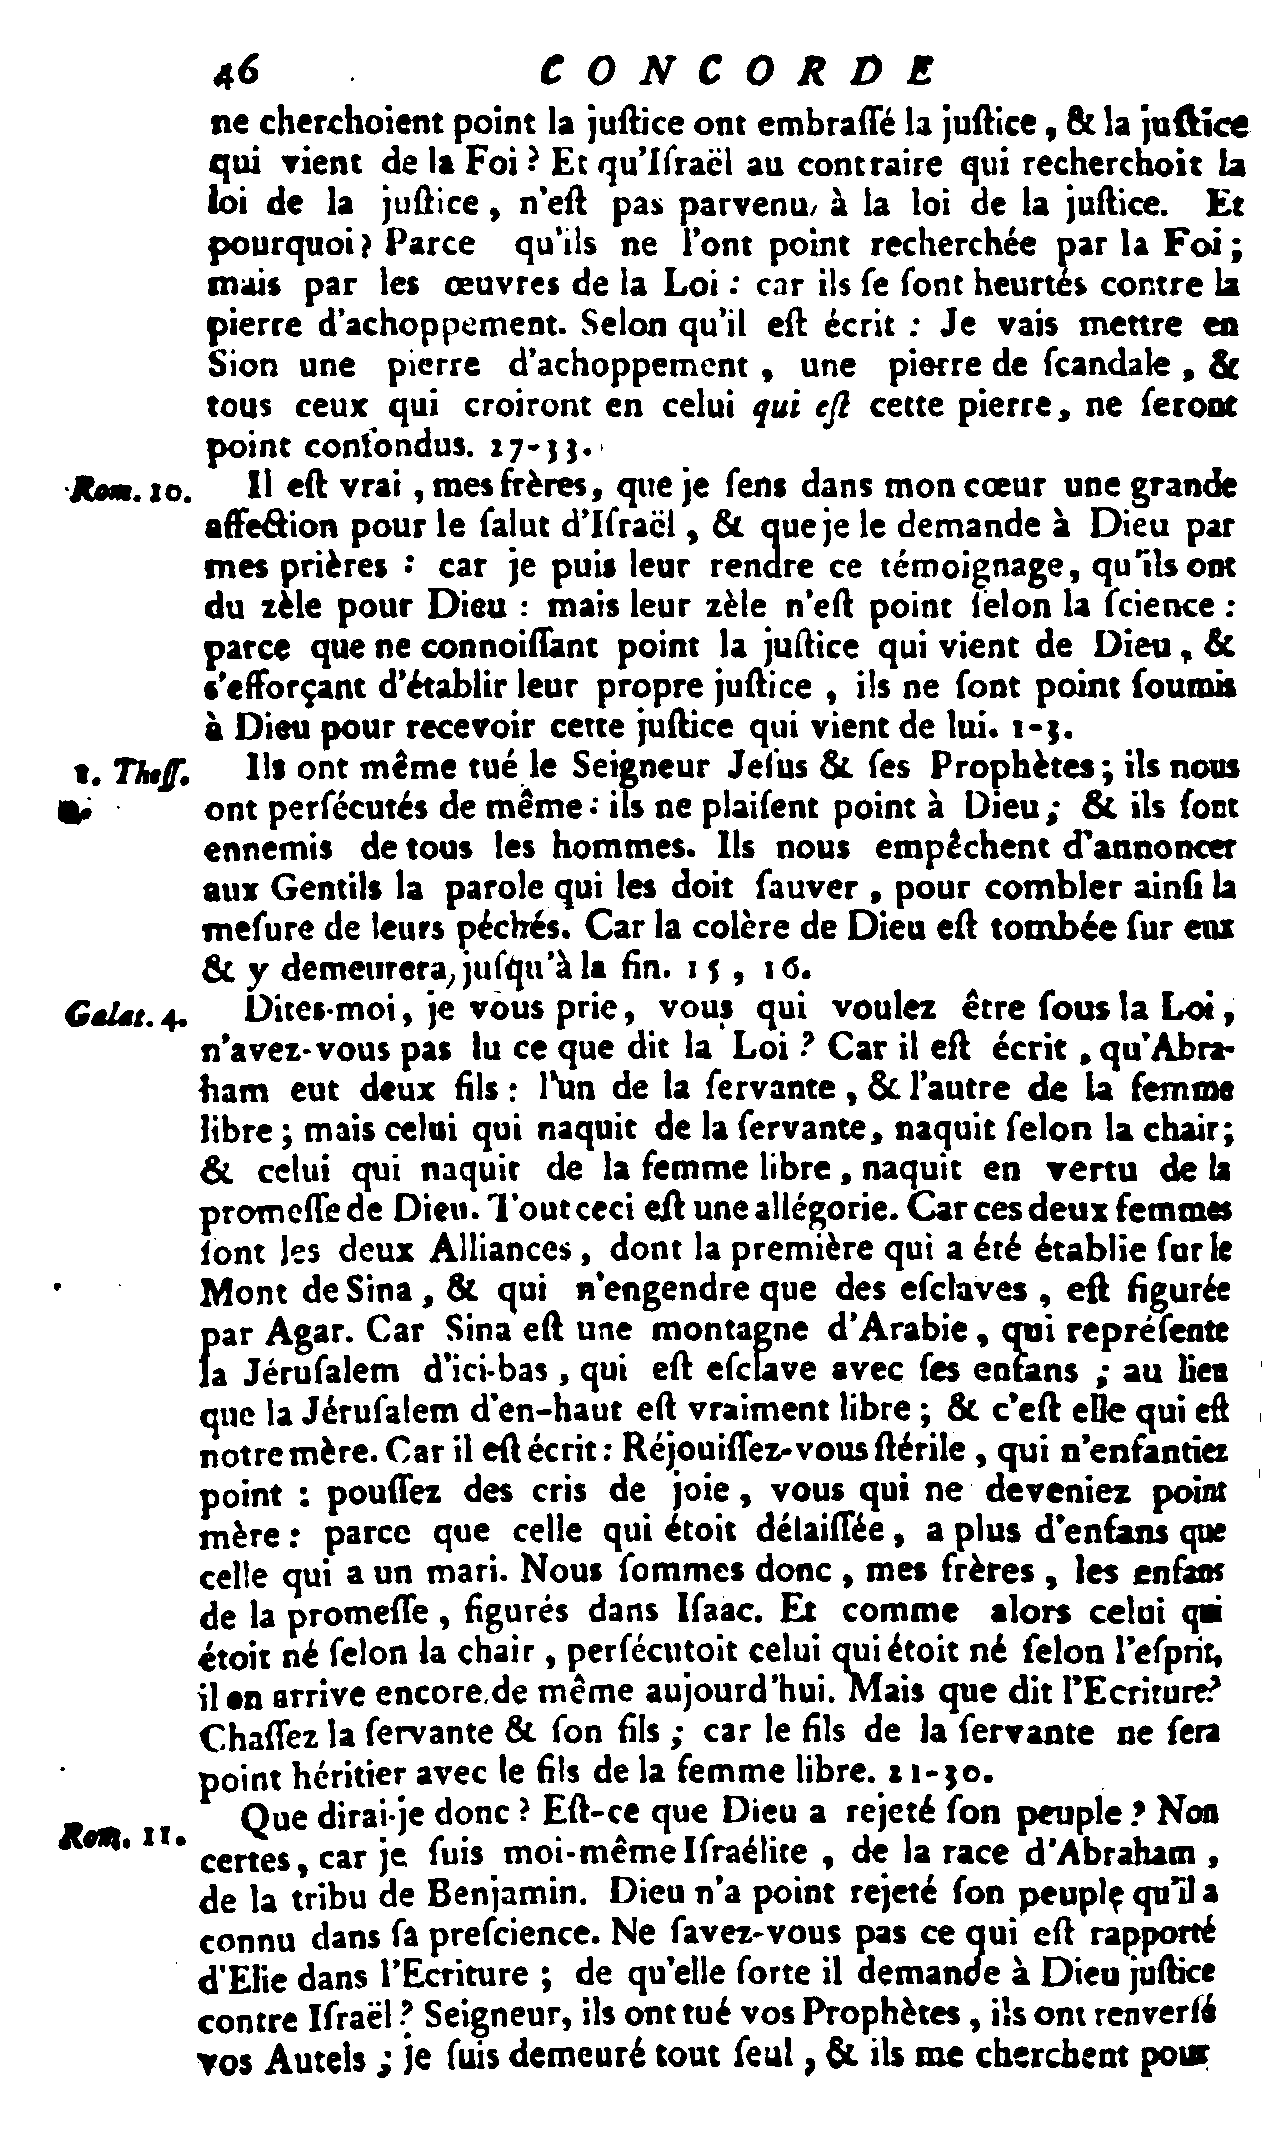 46 CONCORDE
ne cherchoient point la juſtice ont embraſſé la juſtice, & la juſtice
qui vient de la Foi ? Et qu'Iſraël au contraire qui recherchoit la
loi de la juſtice, n'eſt pas parvenu, à la loi de la juſtice. Et
pourquoi ? Parce qu'ils ne l'ont point recherchée par la Foi ;
mais par les œuvres de la Loi : car ils ſe ſont heurtés contre la
pierre d'achoppement. Selon qu'il eſt écrit : Je vais mettre en
Sion une pierre d'achoppement, une pierre de ſcandale, &
tous ceux qui croiront en celui qui eſt cette pierre, ne ſeront
point confondus. 27-33.
Rom. 10. Il eſt vrai, mes frères, que je ſens dans mon cœur une grande
affection pour le ſalut d'Iſraël, & que je le demande à Dieu par
mes prières : car je puis leur rendre ce témoignage, qu'ils ont
du zèle pour Dieu : mais leur zèle n'eſt point ſelon la ſcience :
parce que ne connoiſſant point la juſtice qui vient de Dieu, &
s'efforçant d'établir leur propre juſtice, ils ne ſont point ſoumis
à Dieu pour recevoir cette juſtice qui vient de lui. 1-3.
1. Theſſ. Ils ont même tué le Seigneur Jeſus & ſes Prophètes ; ils nous
ont perſécutés de même : ils ne plaiſent point à Dieu ; & ils ſont
ennemis de tous les hommes. Ils nous empêchent d'annoncer
aux Gentils la parole qui les doit ſauver, pour combler ainſi la
meſure de leurs péchés. Car la colère de Dieu eſt tombée ſur eux
& y demeurera, juſqu'à la fin. 15, 16.
Galat. 4. Dites-moi, je vous prie, vous qui voulez être ſous la Loi,
n'avez-vous pas lu ce que dit la Loi ? Car il eſt écrit, qu'Abra-
ham eut deux fils : l'un de la ſervante, & l'autre de la femme
libre ; mais celui qui naquit de la ſervante, naquit ſelon la chair ;
& celui qui naquit de la femme libre, naquit en vertu de la
promeſſe de Dieu. Tout ceci eſt une allégorie. Car ces deux femmes
ſont les deux Alliances, dont la première qui a été établie ſur le
Mont de Sina, & qui n'engendre que des eſclaves, eſt figurée
par Agar. Car Sina eſt une montagne d'Arabie, qui repréſente
la Jéruſalem d'ici-bas, qui eſt eſclave avec ſes enfans ; au lieu
que la Jéruſalem d'en-haut eſt vraiment libre ; & c'eſt elle qui eſt
notre mère. Car il eſt écrit : Réjouiſſez-vous ſtérile, qui n'enfantiez
point : pouſſez des cris de joie, vous qui ne deveniez point
mère : parce que celle qui étoit délaiſſée, a plus d'enfans que
celle qui a un mari. Nous ſommes donc, mes frères, les enfans
de la promeſſe, figurés dans Iſaac. Et comme alors celui qui
étoit né ſelon la chair, perſécutoit celui qui étoit né ſelon l'eſprit,
il en arrive encore de même aujourd'hui. Mais que dit l'Ecriture ?
Chaſſez la ſervante & ſon fils ; car le fils de la ſervante ne ſera
point héritier avec le fils de la femme libre. 21-30.
Rom. 11. Que dirai-je donc ? Eſt-ce que Dieu a rejeté ſon peuple ? Non
certes, car je ſuis moi-même Iſraélite, de la race d'Abraham,
de la tribu de Benjamin. Dieu n'a point rejeté ſon peuple qu'il a
connu dans ſa preſcience. Ne ſavez-vous pas ce qui eſt rapporté
d'Elie dans l'Ecriture ; de qu'elle ſorte il demande à Dieu juſtice
contre Iſraël ? Seigneur, ils ont tué vos Prophètes, ils ont renverſé
vos Autels ; je ſuis demeuré tout ſeul, & ils me cherchent pour